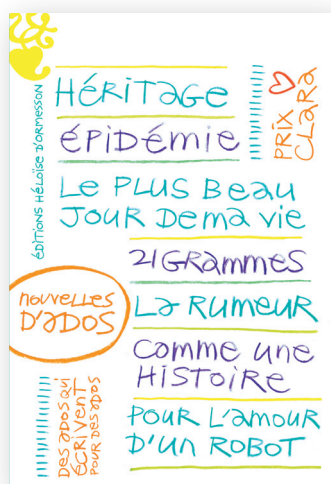 ÉDITIONS HÉLOÏSE D'ORMESSON
HÉRITAGE
ÉPIDÉMIE
PRIX
CLARA
Le PLUS Beau
JOUR De ma vie
21 GRAMMES
nouvelles
D'ADOS
La RUMEUR
Comme une
HISTOIRE
Des ADOS QUI
ÉCRIVENT
POUR DES ADOS
POUR L'AMOUR
D'UN ROBOT